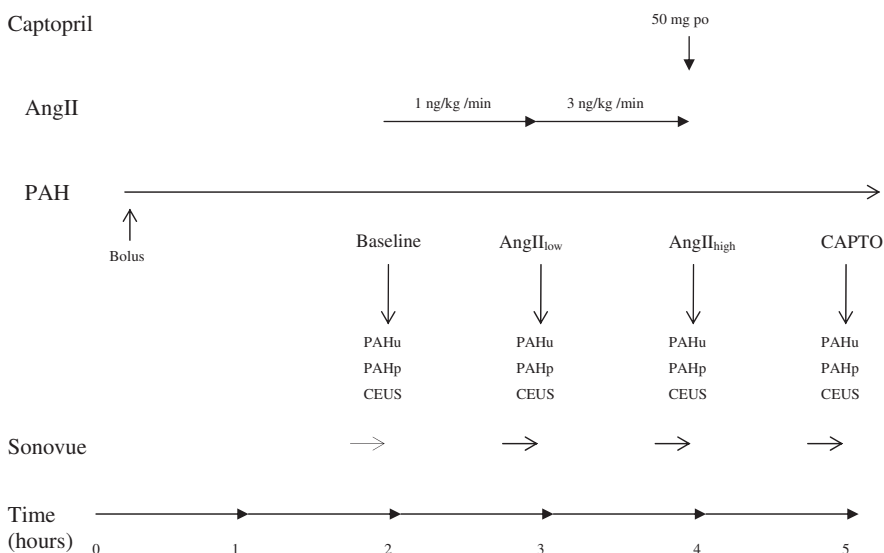 Captopril
50 mg po
AngII
1 ng/kg /min 3 ng/kg /min
PAH
Bolus
Baseline AngIIlow AngIIhigh CAPTO
PAHu PAHu PAHu PAHu
PAHp PAHp PAHp PAHp
CEUS CEUS CEUS CEUS
Sonovue
Time
(hours) 0 1 2 3 4 5